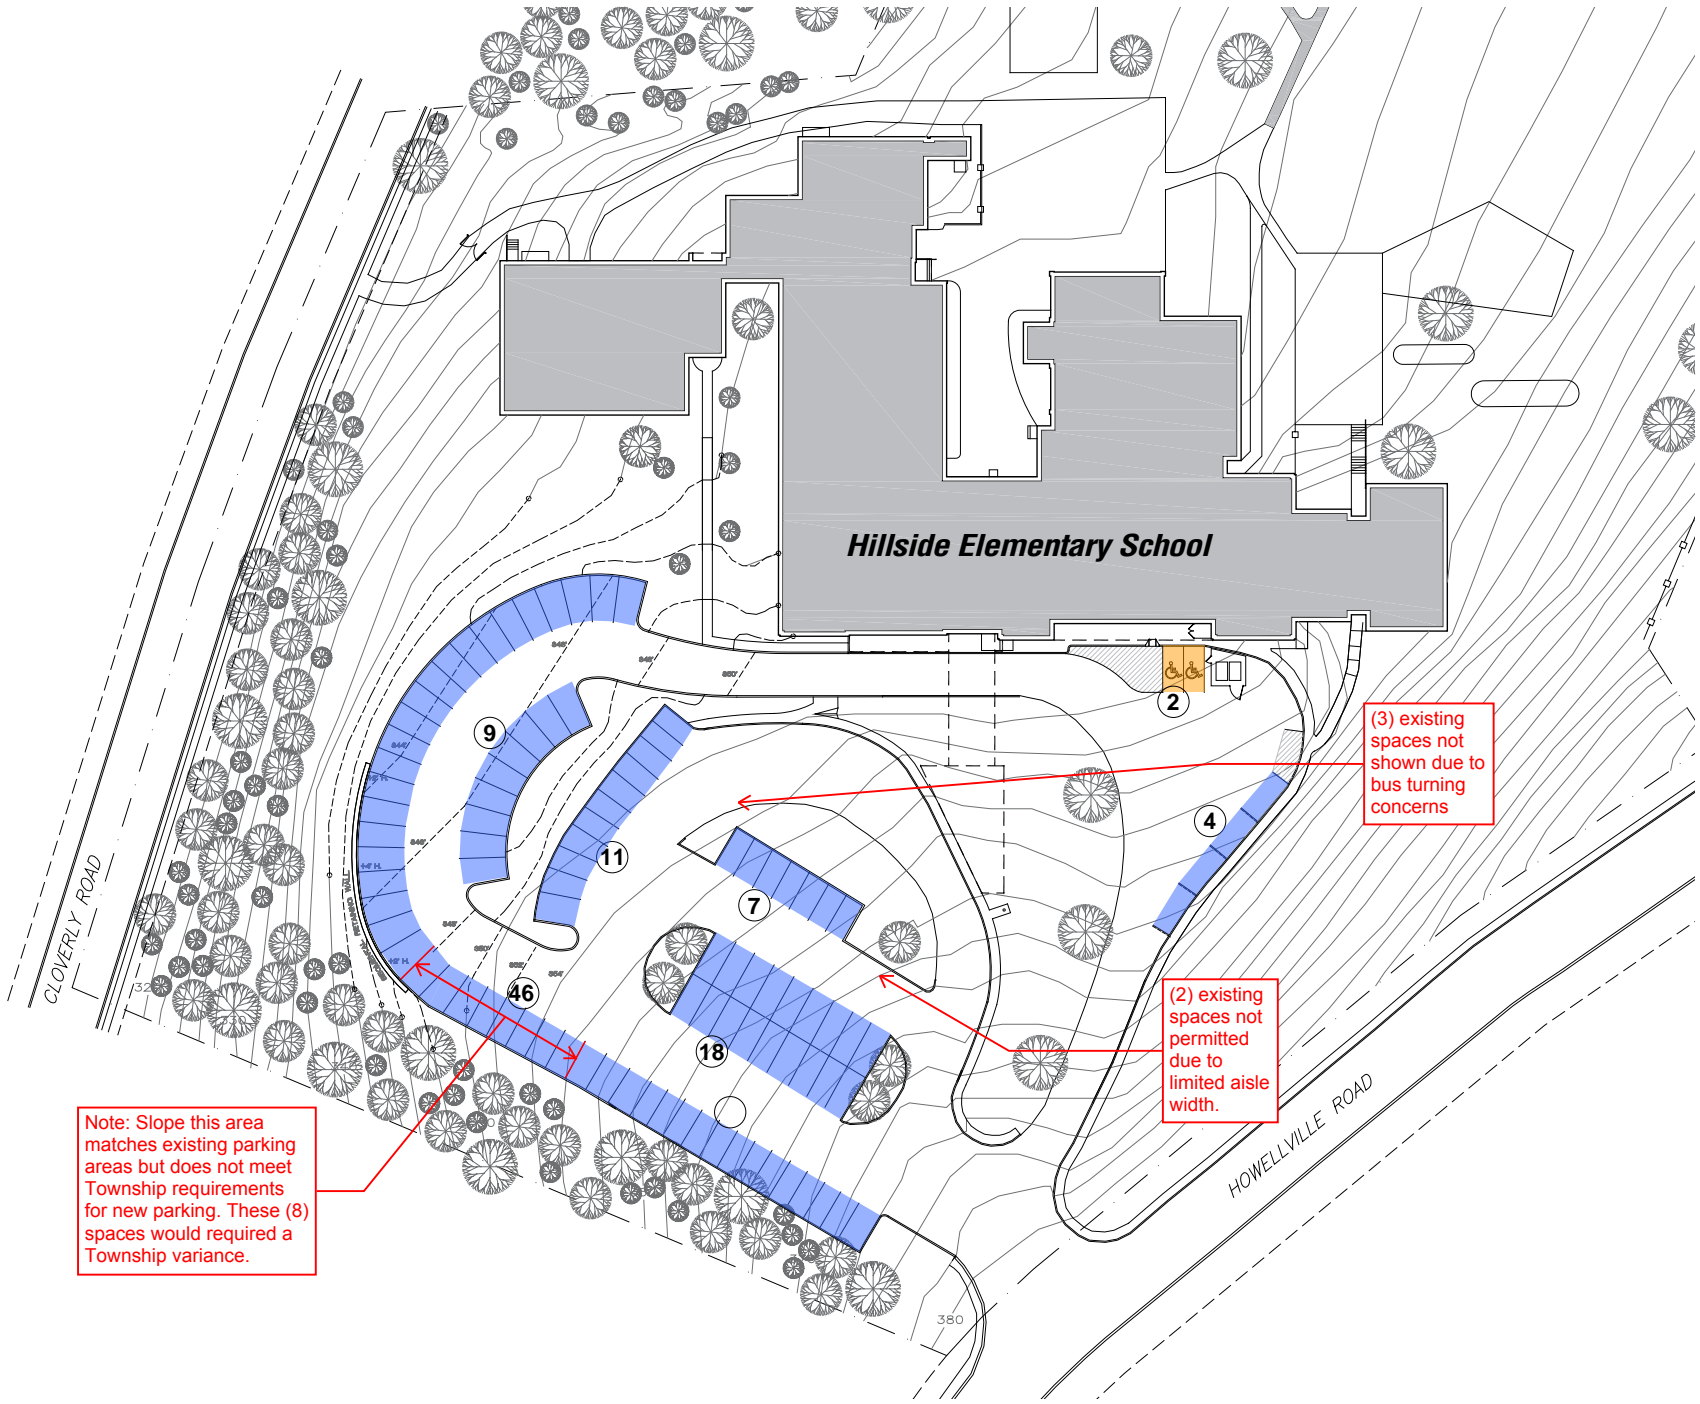 Hillside Elementary School
2
(3) existing
spaces not
shown due to
bus turning
concerns
9
4
11
7
46
18
(2) existing
spaces not
permitted
due to
limited aisle
width.
CLOVERLY ROAD
HOWELLVILLE ROAD
Note: Slope this area
matches existing parking
areas but does not meet
Township requirements
for new parking. These (8)
spaces would required a
Township variance.
380